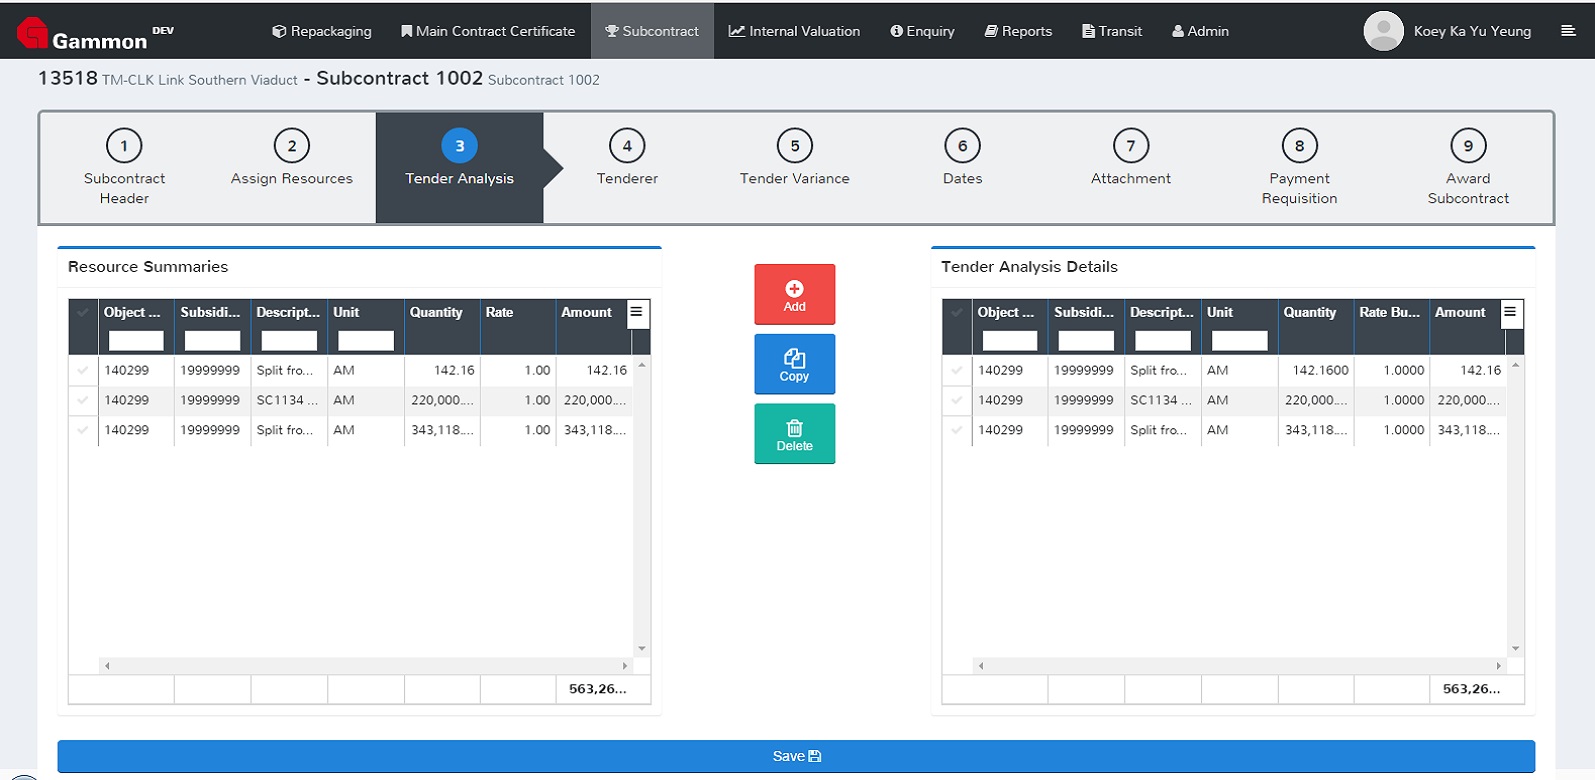 Gammon DEV Repackaging Main Contract Certificate Subcontract Internal Valuation Enquiry Reports Transit Admin Koey Ka Yu Yeung
13518 TM-CLK Link Southern Viaduct - Subcontract 1002 Subcontract 1002
1 2 3 4 5 6 7 8 9
Subcontract Header Assign Resources Tender Analysis Tenderer Tender Variance Dates Attachment Payment Requisition Award Subcontract
Resource Summaries
Object ... Subsidi... Descript... Unit Quantity Rate Amount
140299 19999999 Split fro... AM 142.16 1.00 142.16
140299 19999999 SC1134 ... AM 220,000.... 1.00 220,000....
140299 19999999 Split fro... AM 343,118.... 1.00 343,118....
563,26...
Add
Copy
Delete
Tender Analysis Details
Object ... Subsidi... Descript... Unit Quantity Rate Bu... Amount
140299 19999999 Split fro... AM 142.1600 1.0000 142.16
140299 19999999 SC1134 ... AM 220,000.... 1.0000 220,000....
140299 19999999 Split fro... AM 343,118.... 1.0000 343,118....
563,26...
Save